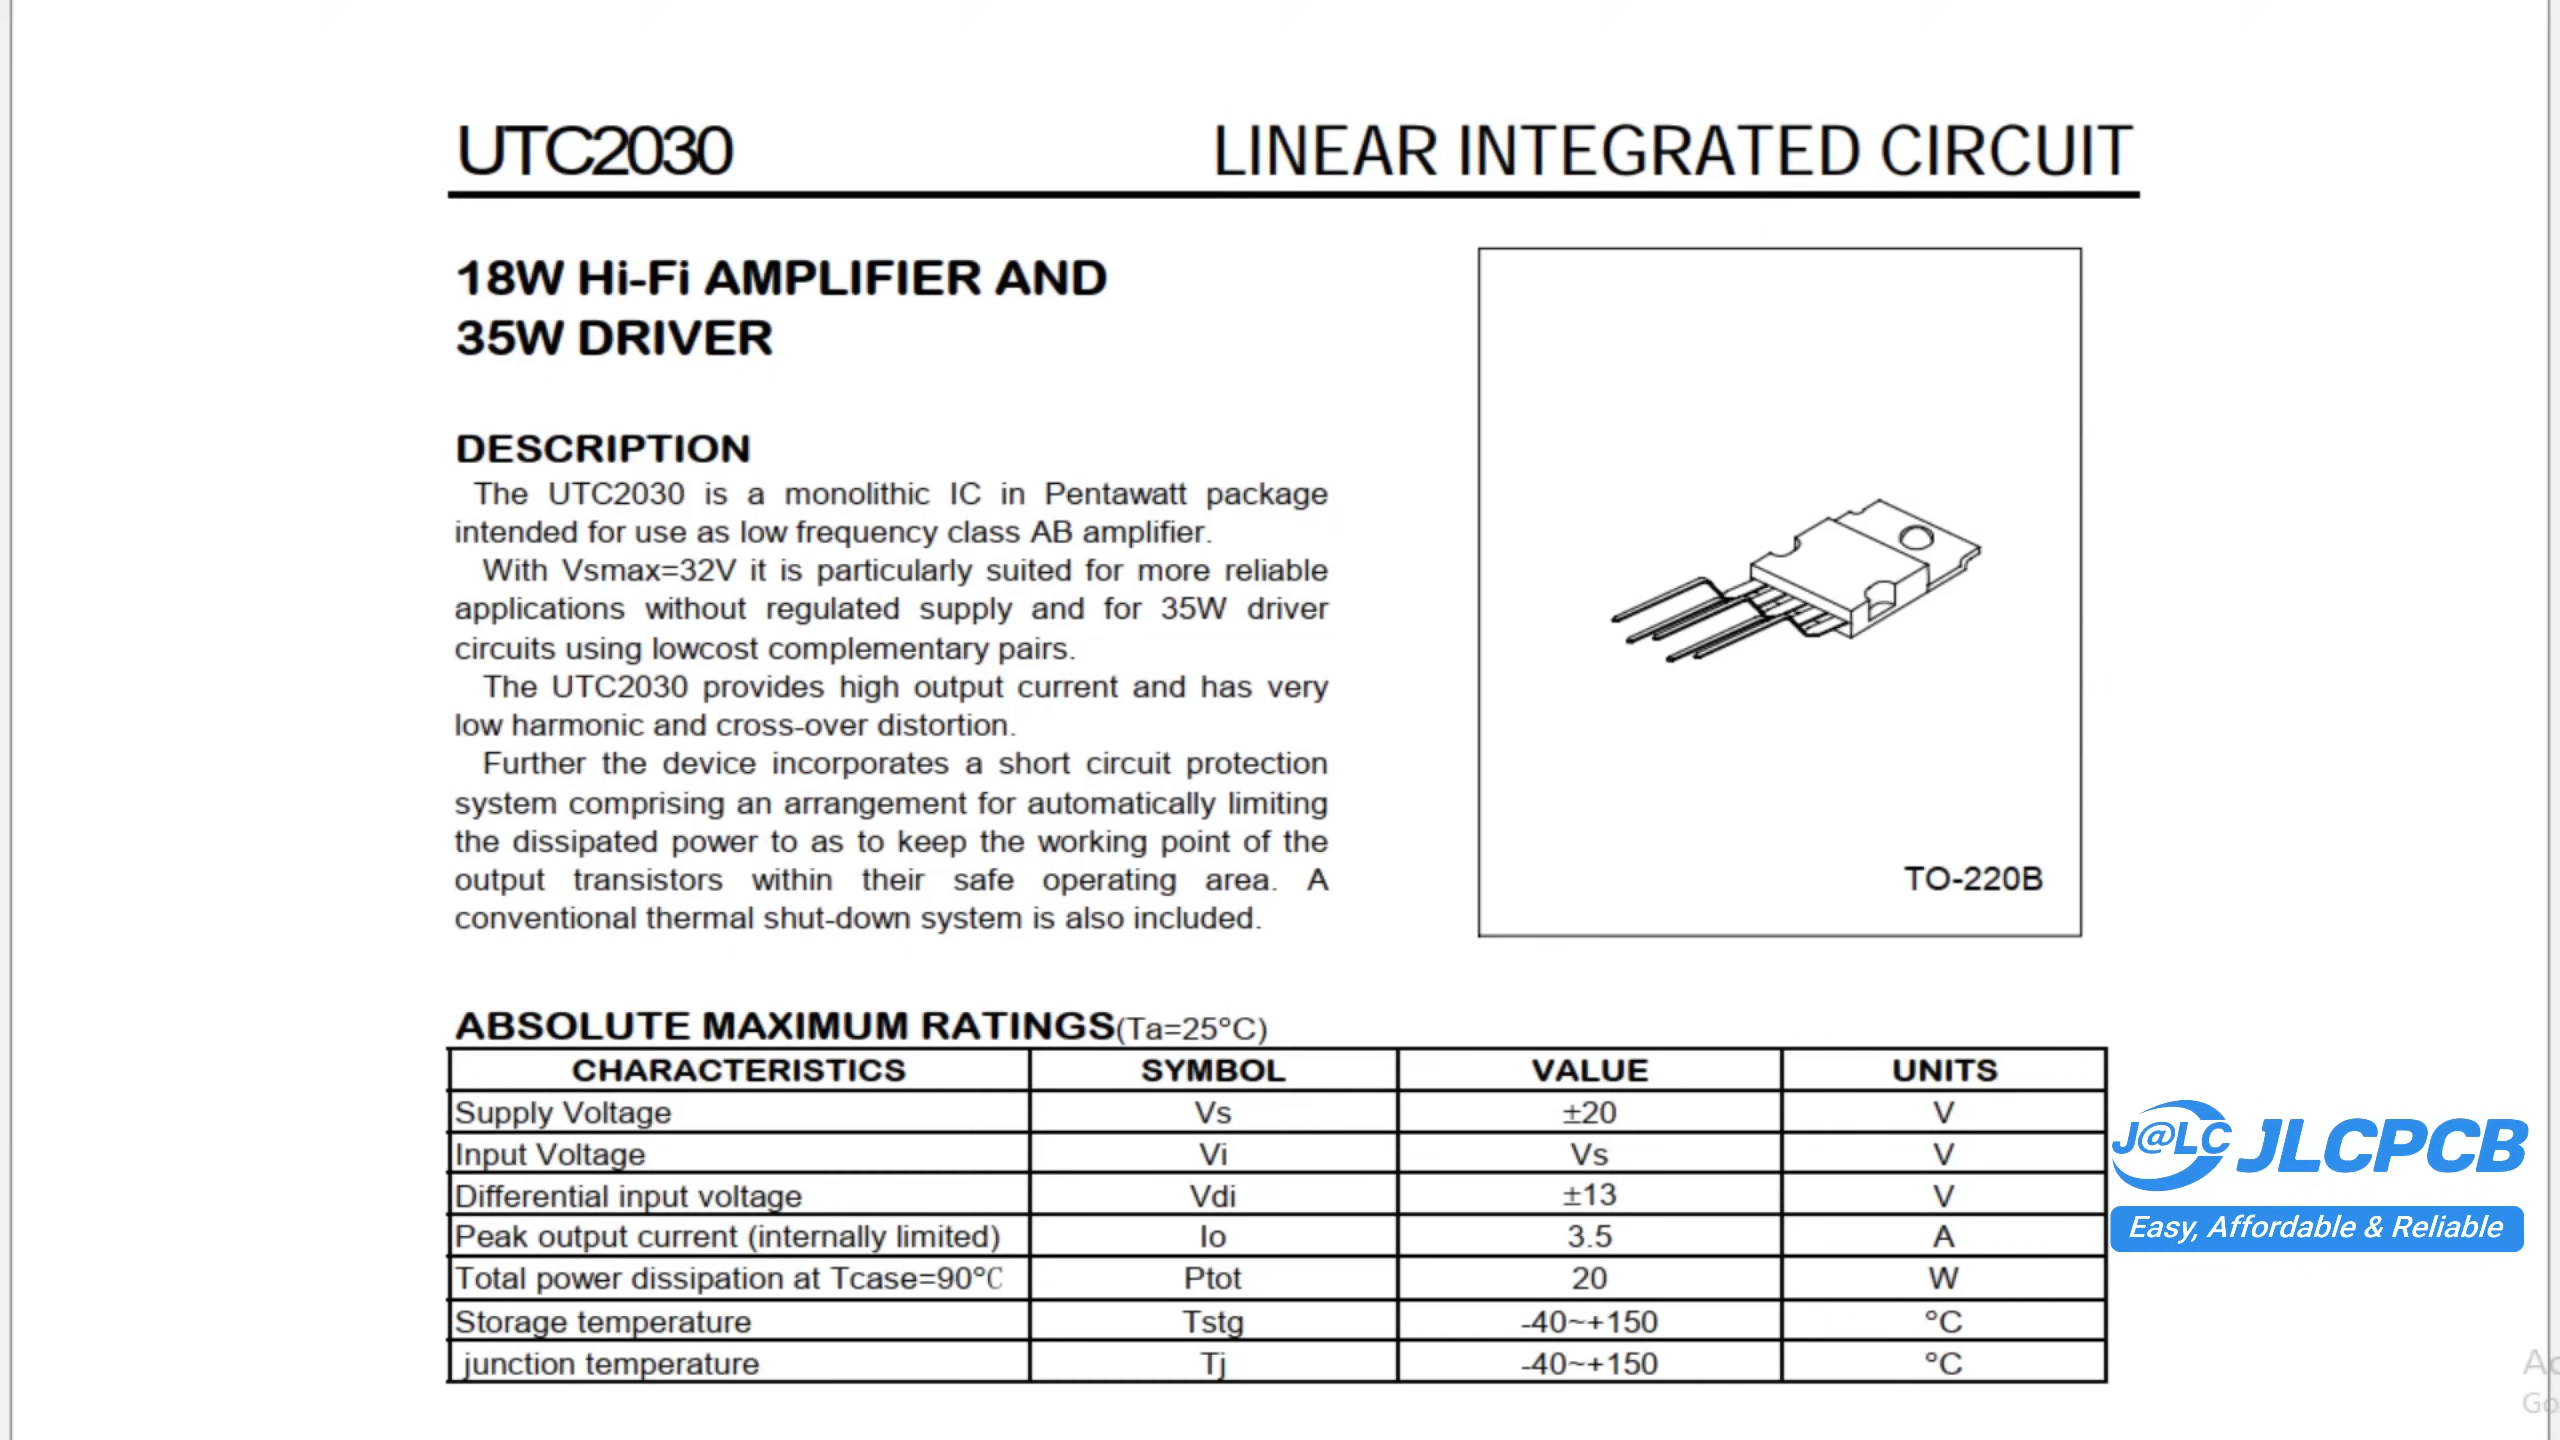 UTC2030 LINEAR INTEGRATED CIRCUIT
18W Hi-Fi AMPLIFIER AND
35W DRIVER
DESCRIPTION
The UTC2030 is a monolithic IC in Pentawatt package
intended for use as low frequency class AB amplifier.
With Vsmax=32V it is particularly suited for more reliable
applications without regulated supply and for 35W driver
circuits using lowcost complementary pairs.
The UTC2030 provides high output current and has very
low harmonic and cross-over distortion.
Further the device incorporates a short circuit protection
system comprising an arrangement for automatically limiting
the dissipated power to as to keep the working point of the
output transistors within their safe operating area. A
conventional thermal shut-down system is also included.
TO-220B
ABSOLUTE MAXIMUM RATINGS(Ta=25°C)
CHARACTERISTICS SYMBOL VALUE UNITS
Supply Voltage Vs ±20 V
Input Voltage Vi Vs V
Differential input voltage Vdi ±13 V
Peak output current (internally limited) Io 3.5 A
Total power dissipation at Tcase=90°C Ptot 20 W
Storage temperature Tstg -40~+150 °C
junction temperature Tj -40~+150 °C
J@LC JLCPCB
Easy, Affordable & Reliable